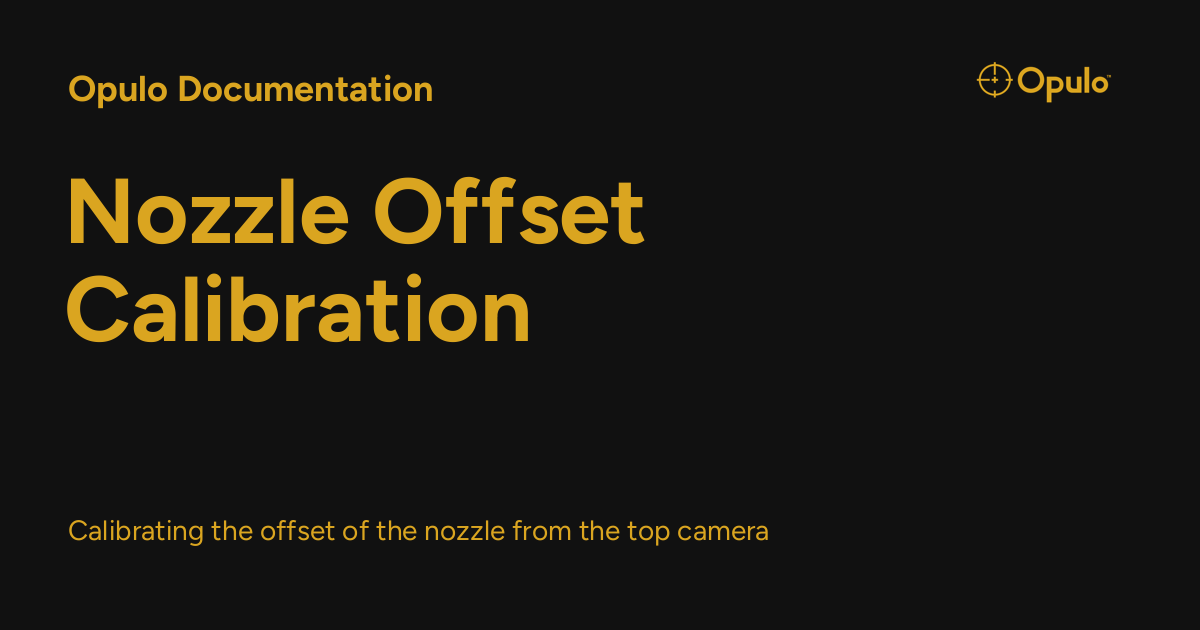 Opulo Documentation
Opulo™
Nozzle Offset
Calibration
Calibrating the offset of the nozzle from the top camera